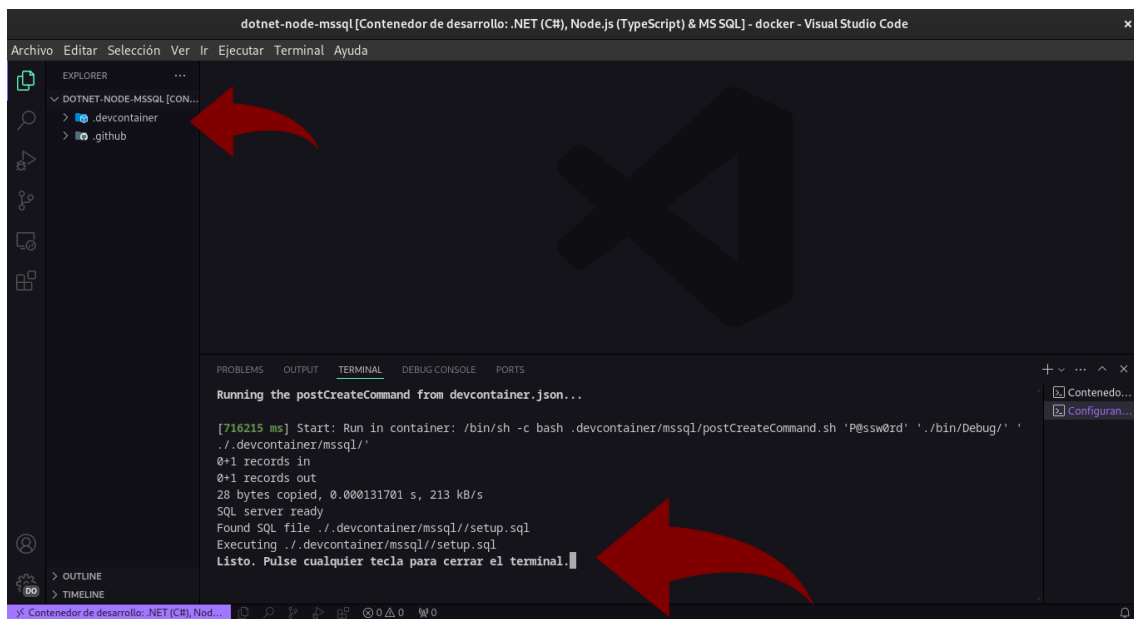 dotnet-node-mssql [Contenedor de desarrollo: .NET (C#), Node.js (TypeScript) & MS SQL] - docker - Visual Studio Code
Archivo Editar Selección Ver Ir Ejecutar Terminal Ayuda
EXPLORER
DOTNET-NODE-MSSQL [CON...
.devcontainer
.github
PROBLEMS OUTPUT TERMINAL DEBUG CONSOLE PORTS
Running the postCreateCommand from devcontainer.json...
[716215 ms] Start: Run in container: /bin/sh -c bash .devcontainer/mssql/postCreateCommand.sh 'P@ssw0rd' './bin/Debug/' '
./.devcontainer/mssql/'
0+1 records in
0+1 records out
28 bytes copied, 0.000131701 s, 213 kB/s
SQL server ready
Found SQL file ./.devcontainer/mssql//setup.sql
Executing ./.devcontainer/mssql//setup.sql
Listo. Pulse cualquier tecla para cerrar el terminal.
Contenedo...
Configuran...
OUTLINE
TIMELINE
DO
Contenedor de desarrollo: .NET (C#), Nod... 0 0 0